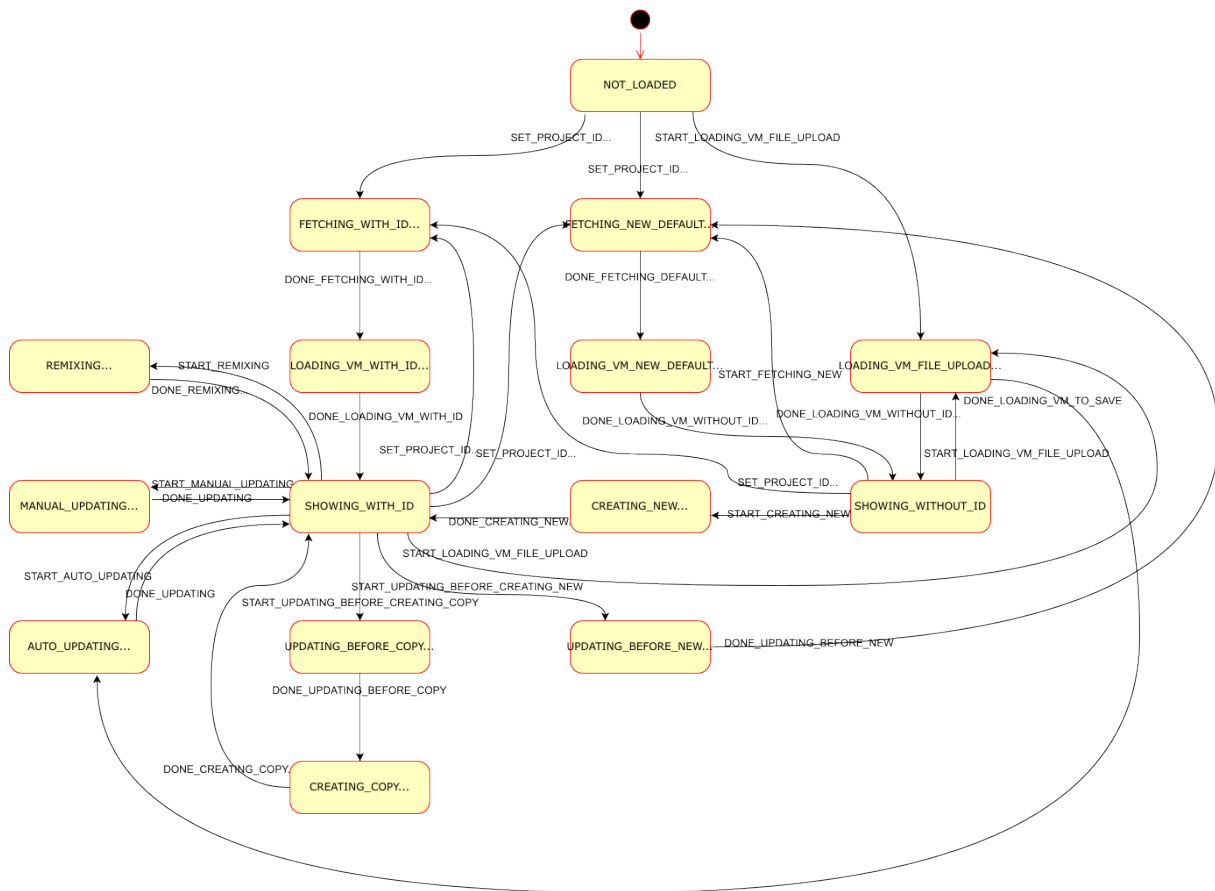 NOT_LOADED
SET_PROJECT_ID...
START_LOADING_VM_FILE_UPLOAD
SET_PROJECT_ID...
FETCHING_WITH_ID...
FETCHING_NEW_DEFAULT...
DONE_FETCHING_WITH_ID...
DONE_FETCHING_DEFAULT...
REMIXING...
START_REMIXING
LOADING_VM_WITH_ID...
LOADING_VM_NEW_DEFAULT...
START_FETCHING_NEW
LOADING_VM_FILE_UPLOAD...
DONE_REMIXING...
DONE_LOADING_VM_WITH_ID
DONE_LOADING_VM_WITHOUT_ID...
DONE_LOADING_VM_WITHOUT_ID...
DONE_LOADING_VM_TO_SAVE
SET_PROJECT_ID...
SET_PROJECT_ID...
START_LOADING_VM_FILE_UPLOAD
START_MANUAL_UPDATING
SET_PROJECT_ID...
MANUAL_UPDATING...
DONE_UPDATING
SHOWING_WITH_ID
CREATING_NEW...
SHOWING_WITHOUT_ID
DONE_CREATING_NEW...
START_CREATING_NEW
START_LOADING_VM_FILE_UPLOAD
START_AUTO_UPDATING
START_UPDATING_BEFORE_CREATING_NEW
DONE_UPDATING
START_UPDATING_BEFORE_CREATING_COPY
AUTO_UPDATING...
UPDATING_BEFORE_COPY...
UPDATING_BEFORE_NEW...
DONE_UPDATING_BEFORE_NEW
DONE_UPDATING_BEFORE_COPY
DONE_CREATING_COPY...
CREATING_COPY...